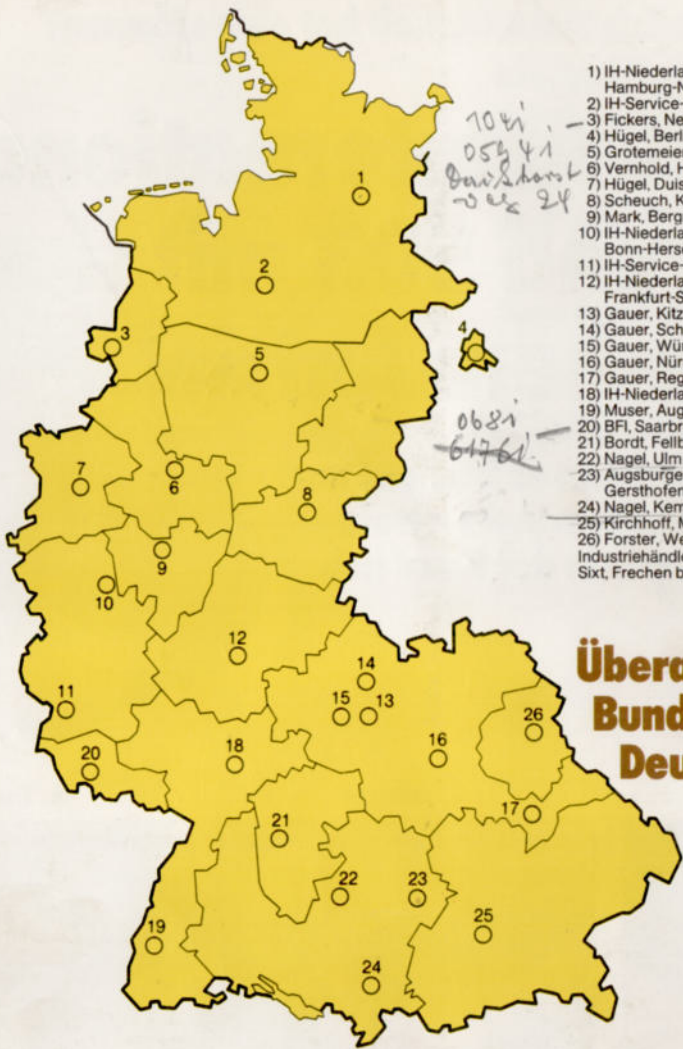 1) IH-Niederla
Hamburg-N
2) IH-Service-
3) Fickers, Ne
4) Hügel, Berl
5) Grotemeier
6) Vernhold, H
7) Hügel, Duis
8) Scheuch, K
9) Mark, Berg
10) IH-Niederla
Bonn-Herse
11) IH-Service-
12) IH-Niederla
Frankfurt-S
13) Gauer, Kitz
14) Gauer, Sch
15) Gauer, Wür
16) Gauer, Nür
17) Gauer, Reg
18) IH-Niederla
19) Muser, Aug
20) BFI, Saarbr
21) Bordt, Fellb
22) Nagel, Ulm
23) Augsburge
Gersthofen
24) Nagel, Kem
25) Kirchhoff, M
26) Forster, We
Industriehändle
Sixt, Frechen b
0681
61761
Übera
Bund
Deu
1
2
3
4
5
6
7
8
9
10
11
12
14
15
13
26
16
20
18
17
21
22
23
25
19
24